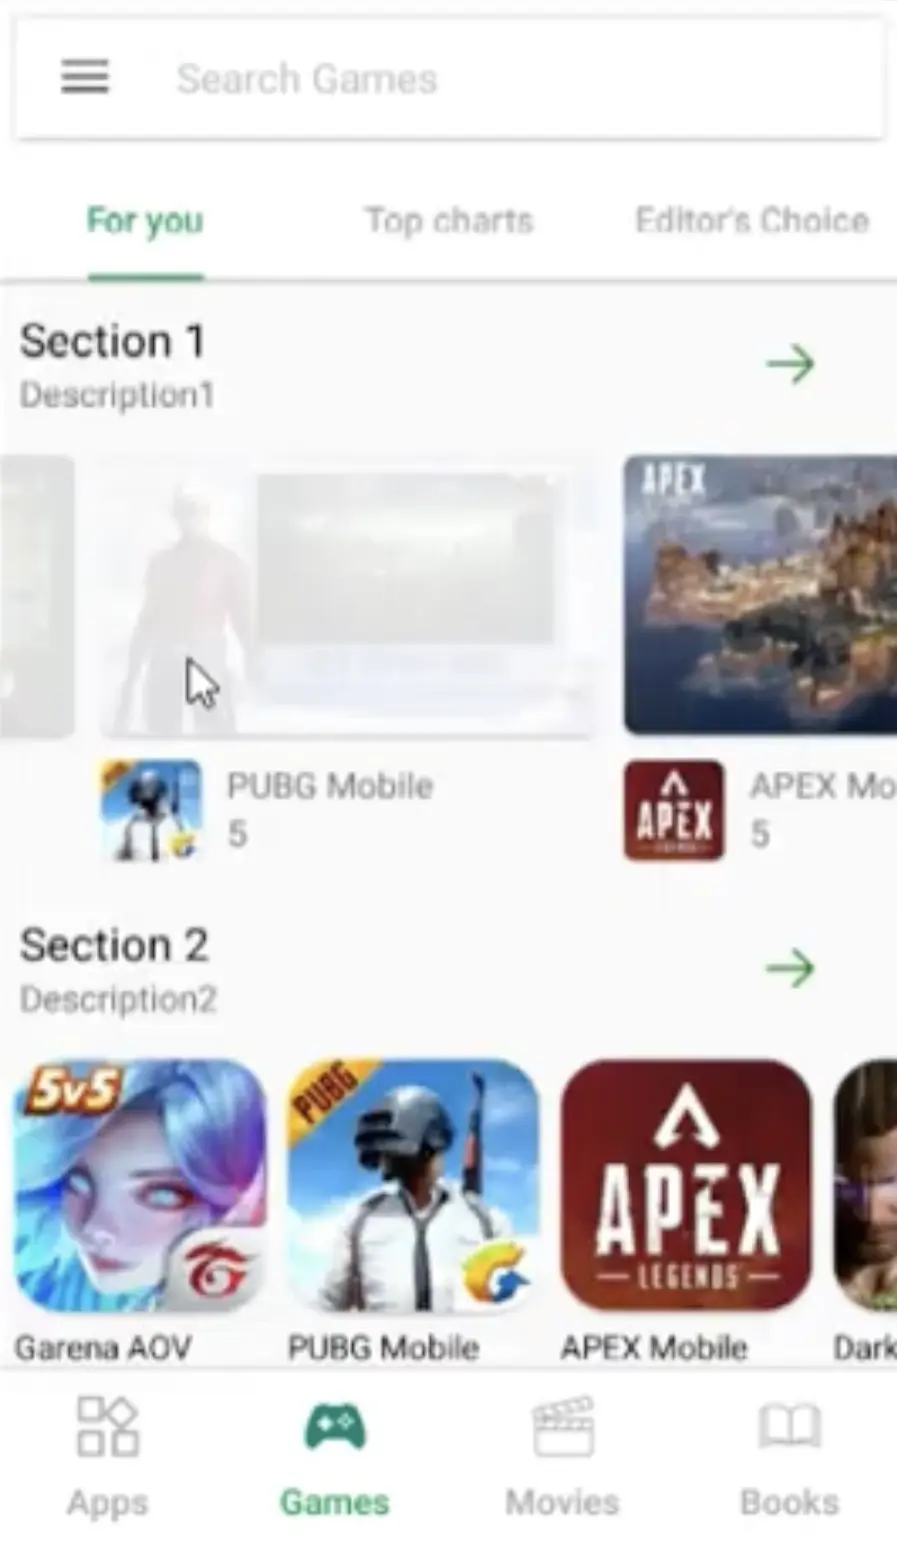 Search Games
For you
Top charts
Editor's Choice
Section 1
Description1
APEX
PUBG Mobile
5
APEX
APEX Mo
5
Section 2
Description2
5v5
PUBG
APEX
LEGENDS
Garena AOV
PUBG Mobile
APEX Mobile
Dark
Apps
Games
Movies
Books